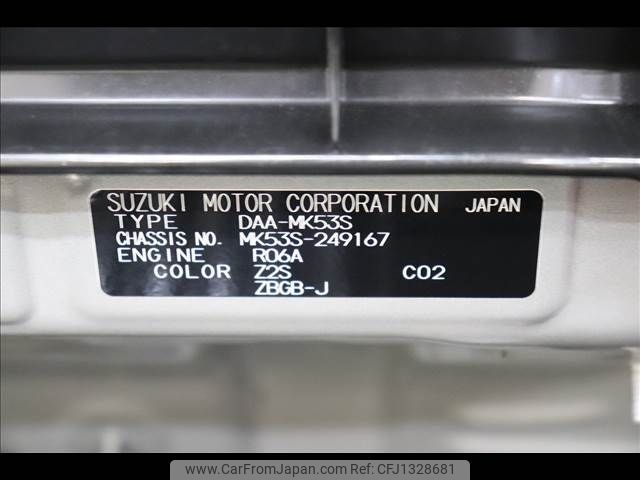 SUZUKI MOTOR CORPORATION JAPAN
TYPE DAA-MK53S
CHASSIS NO. MK53S-249167
ENGINE R06A
COLOR Z2S C02
ZBGB-J
www.CarFromJapan.com - CFJ1328681